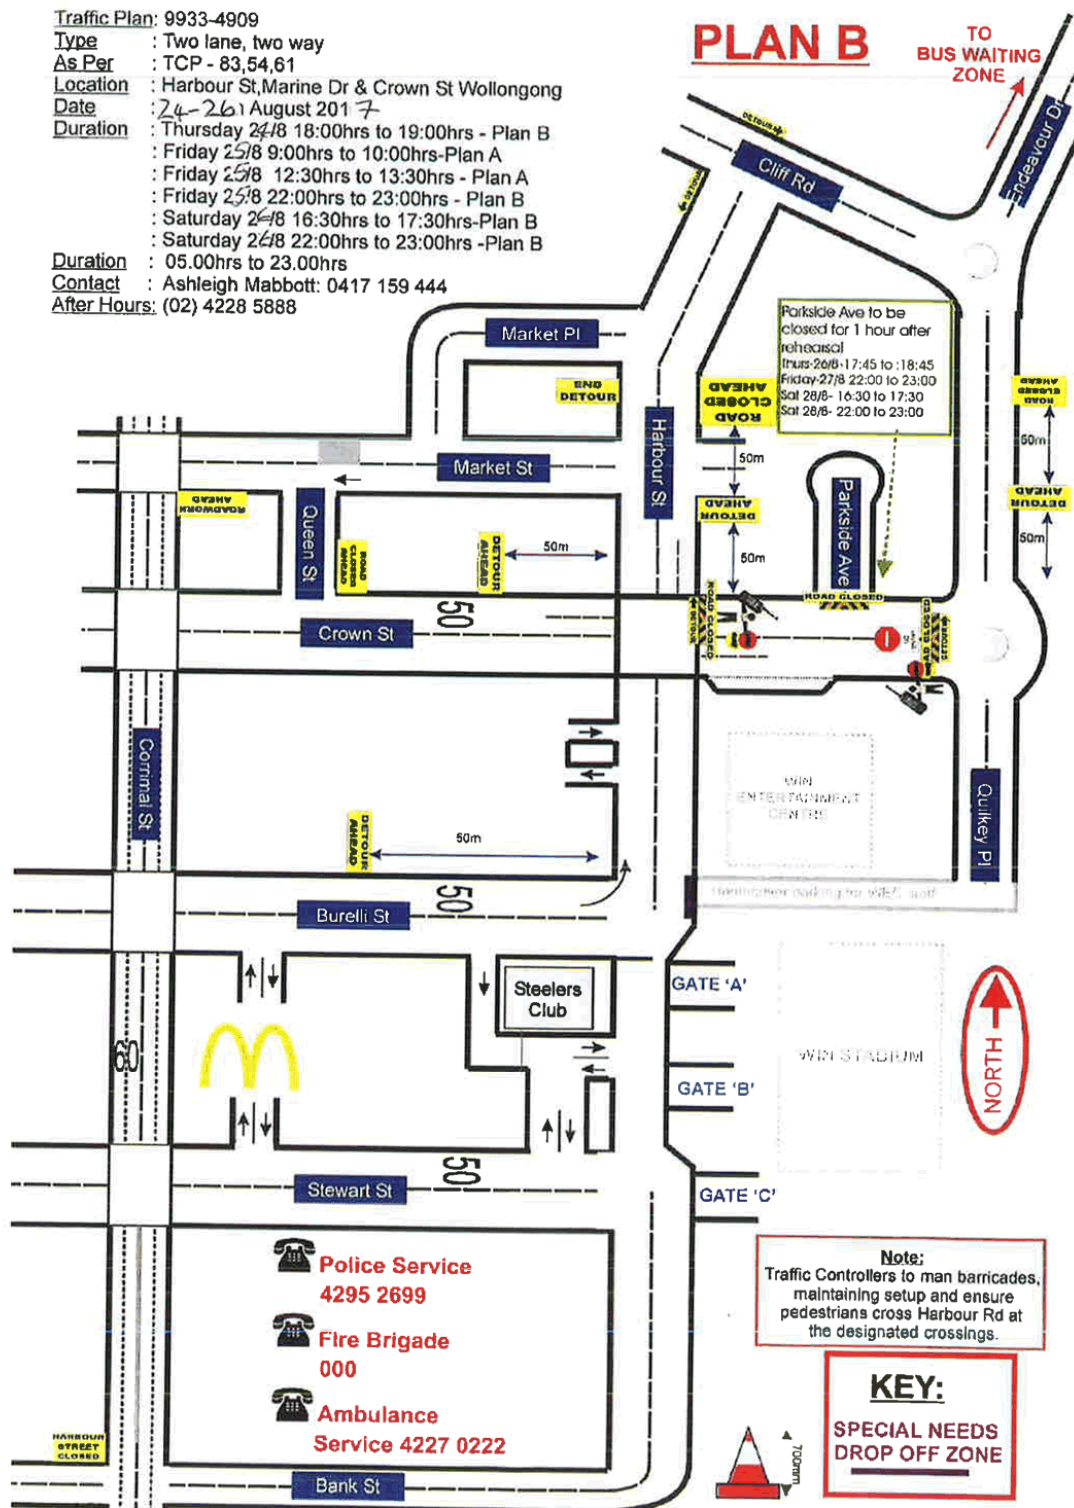 Traffic Plan: 9933-4909
Type : Two lane, two way
As Per : TCP - 83,54,61
Location : Harbour St,Marine Dr & Crown St Wollongong
Date : 24-26 August 2017
Duration : Thursday 24/8 18:00hrs to 19:00hrs - Plan B
: Friday 25/8 9:00hrs to 10:00hrs-Plan A
: Friday 25/8 12:30hrs to 13:30hrs - Plan A
: Friday 25/8 22:00hrs to 23:00hrs - Plan B
: Saturday 26/8 16:30hrs to 17:30hrs-Plan B
: Saturday 26/8 22:00hrs to 23:00hrs -Plan B
Duration : 05.00hrs to 23.00hrs
Contact : Ashleigh Mabbott: 0417 159 444
After Hours: (02) 4228 5888
PLAN B
TO
BUS WAITING
ZONE
DETOUR
Cliff Rd
Endeavour Dr
DETOUR
Market Pl
END
DETOUR
Harbour St
Parkside Ave to be
closed for 1 hour after
rehearsal
Thurs-26/8-17:45 to :18:45
Friday-27/8 22:00 to 23:00
Sat 28/8- 16:30 to 17:30
Sat 28/8- 22:00 to 23:00
ROAD
CLOSED
AHEAD
ROAD
CLOSED
AHEAD
50m
50m
Market St
ROADWORK
AHEAD
Queen St
ROAD
CLOSED
AHEAD
DETOUR
AHEAD
50m
DETOUR
AHEAD
50m
Parkside Ave
DETOUR
AHEAD
50m
ROAD CLOSED
ROAD CLOSED
DETOUR
Crown St
50
Corrimal St
WIN
ENTERTAINMENT
CENTRE
Quilkey Pl
DETOUR
AHEAD
50m
Burelli St
50
Steelers
Club
GATE 'A'
60
GATE 'B'
WIN STADIUM
NORTH
Stewart St
50
GATE 'C'
Police Service
4295 2699
Fire Brigade
000
Ambulance
Service 4227 0222
Note:
Traffic Controllers to man barricades,
maintaining setup and ensure
pedestrians cross Harbour Rd at
the designated crossings.
KEY:
SPECIAL NEEDS
DROP OFF ZONE
700mm
HARBOUR
STREET
CLOSED
Bank St